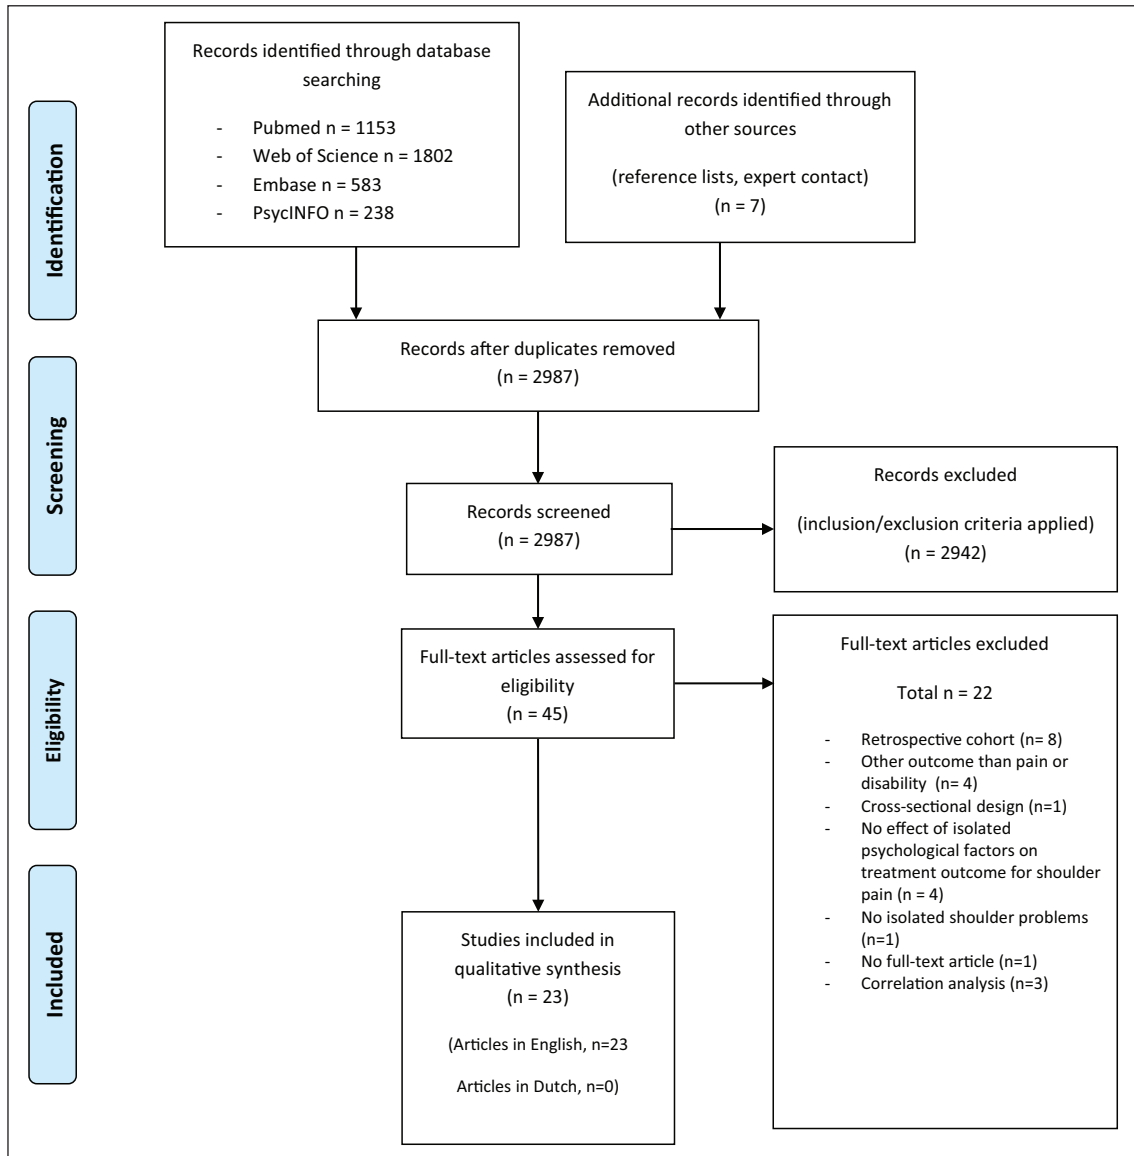 Records identified through database
searching
- Pubmed n = 1153
- Web of Science n = 1802
- Embase n = 583
- PsycINFO n = 238
Additional records identified through
other sources
(reference lists, expert contact)
(n = 7)
Identification
Records after duplicates removed
(n = 2987)
Screening
Records screened
(n = 2987)
Records excluded
(inclusion/exclusion criteria applied)
(n = 2942)
Eligibility
Full-text articles assessed for
eligibility
(n = 45)
Full-text articles excluded
Total n = 22
- Retrospective cohort (n= 8)
- Other outcome than pain or
disability (n= 4)
- Cross-sectional design (n=1)
- No effect of isolated
psychological factors on
treatment outcome for shoulder
pain (n = 4)
- No isolated shoulder problems
(n=1)
- No full-text article (n=1)
- Correlation analysis (n=3)
Included
Studies included in
qualitative synthesis
(n = 23)
(Articles in English, n=23
Articles in Dutch, n=0)